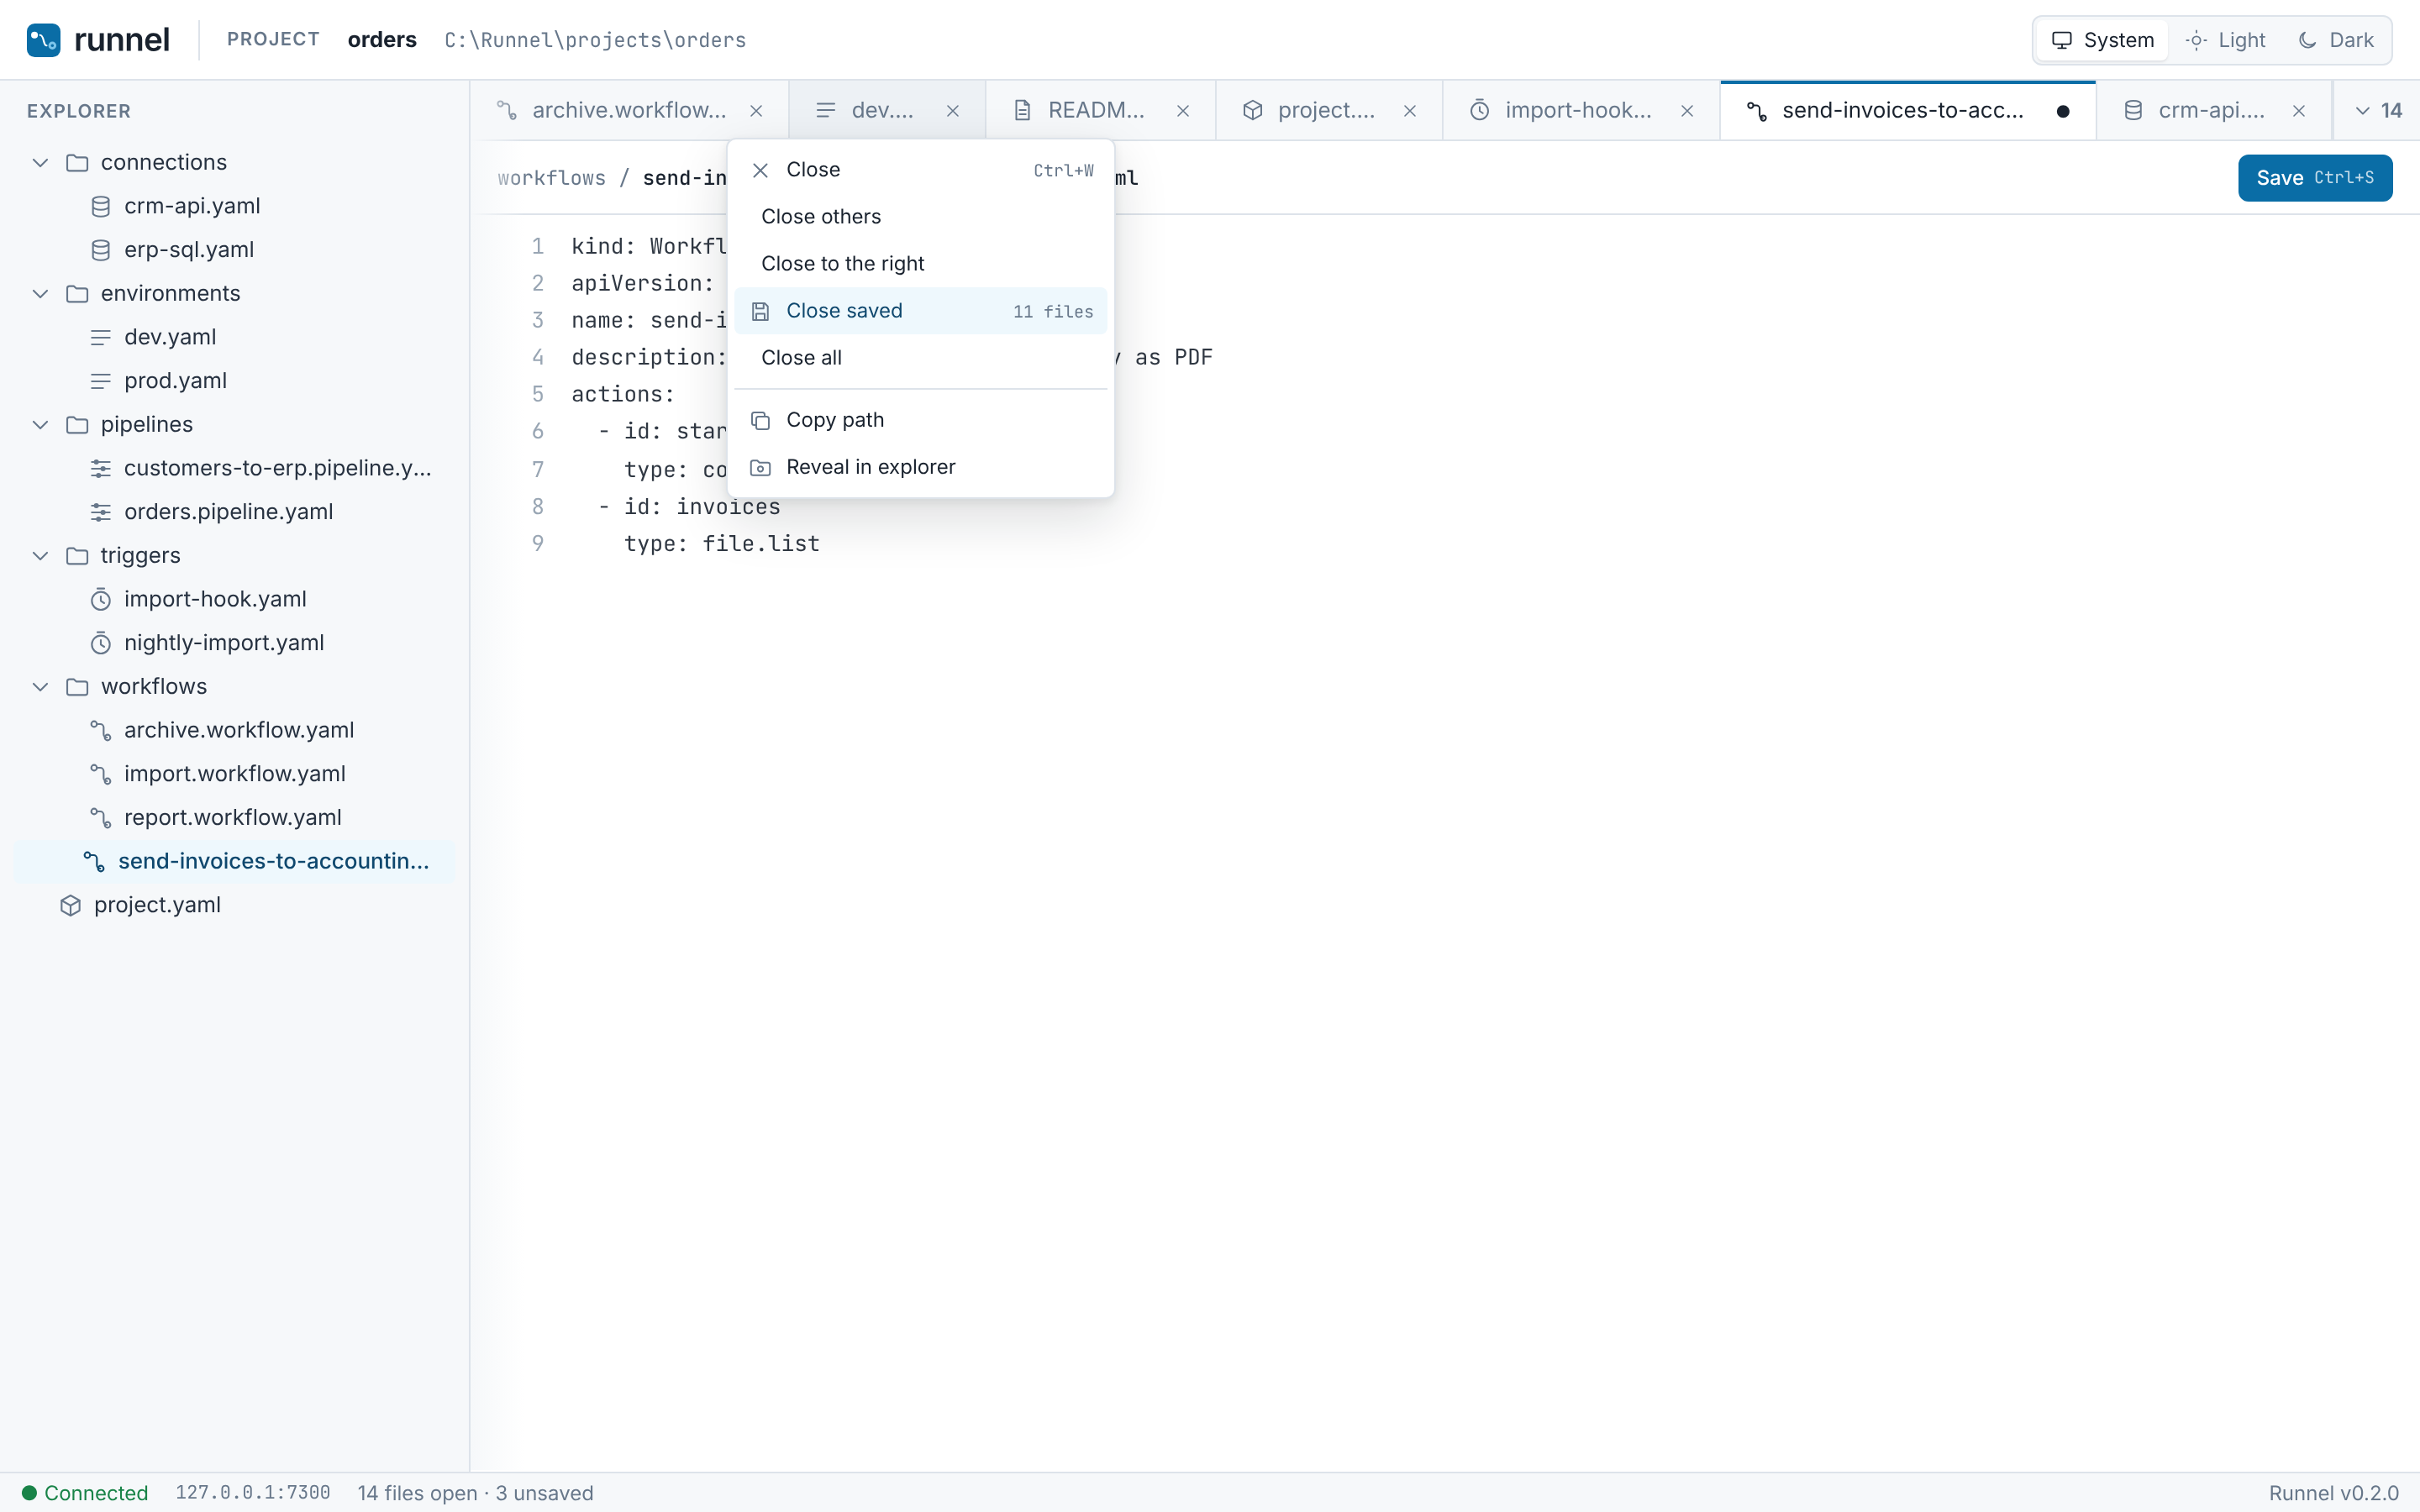 runnel PROJECT orders C:\Runnel\projects\orders System Light Dark
EXPLORER
connections
crm-api.yaml
erp-sql.yaml
environments
dev.yaml
prod.yaml
pipelines
customers-to-erp.pipeline.y...
orders.pipeline.yaml
triggers
import-hook.yaml
nightly-import.yaml
workflows
archive.workflow.yaml
import.workflow.yaml
report.workflow.yaml
send-invoices-to-accountin...
project.yaml
archive.workflow... dev.... READM... project.... import-hook... send-invoices-to-acc... crm-api.... 14
workflows / send-in ml Save Ctrl+S
Close Ctrl+W
Close others
Close to the right
Close saved 11 files
Close all
Copy path
Reveal in explorer
1 kind: Workfl
2 apiVersion:
3 name: send-i
4 description: y as PDF
5 actions:
6 - id: star
7 type: co
8 - id: invoices
9 type: file.list
Connected 127.0.0.1:7300 14 files open · 3 unsaved Runnel v0.2.0